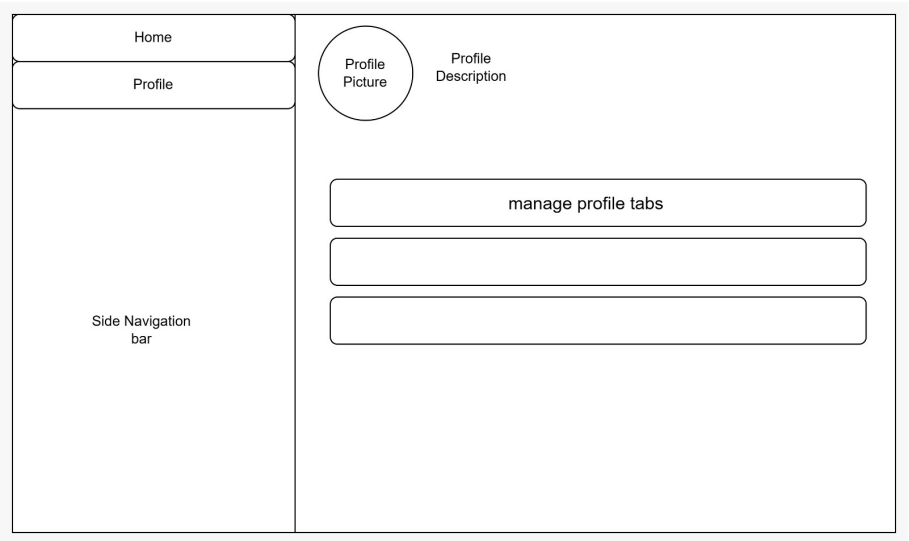 Home
Profile
Side Navigation
bar
Profile
Picture
Profile
Description
manage profile tabs